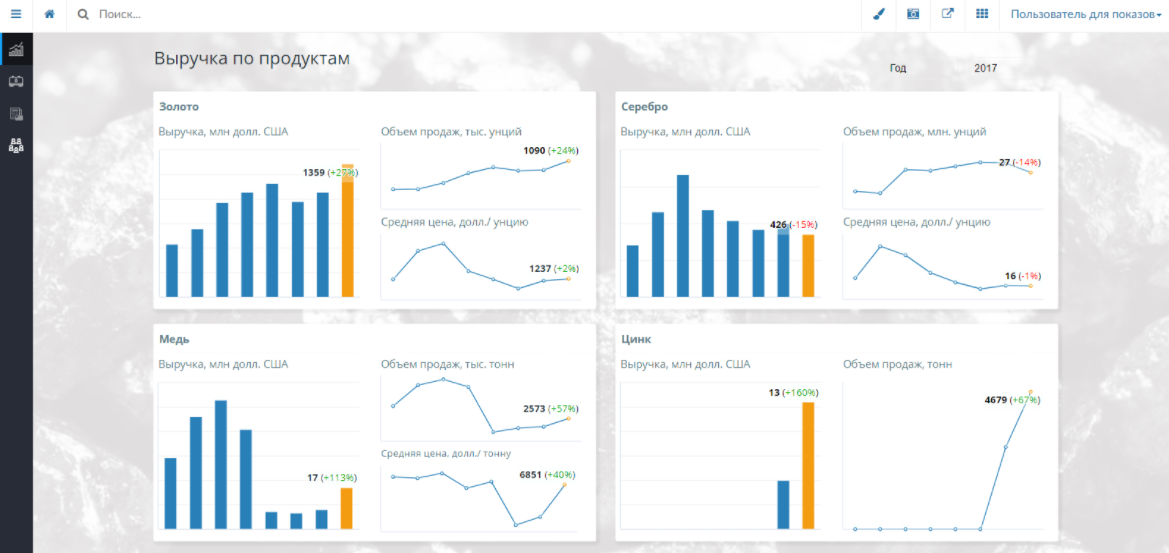 Поиск...
Пользователь для показов
Выручка по продуктам
Год 2017
Золото
Выручка, млн долл. США
1359 (+27%)
Объем продаж, тыс. унций
1090 (+24%)
Средняя цена, долл./ унцию
1237 (+2%)
Серебро
Выручка, млн долл. США
426 (-15%)
Объем продаж, млн. унций
27 (-14%)
Средняя цена, долл./ унцию
16 (-1%)
Медь
Выручка, млн долл. США
17 (+113%)
Объем продаж, тыс. тонн
2573 (+57%)
Средняя цена, долл./ тонну
6851 (+40%)
Цинк
Выручка, млн долл. США
13 (+160%)
Объем продаж, тонн
4679 (+67%)